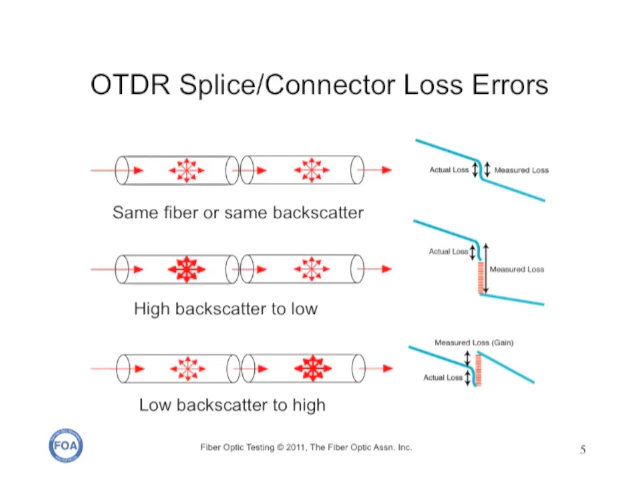 OTDR Splice/Connector Loss Errors
Actual Loss Measured Loss
Same fiber or same backscatter
Actual Loss
Measured Loss
High backscatter to low
Measured Loss (Gain)
Actual Loss
Low backscatter to high
FOA
Fiber Optic Testing © 2011, The Fiber Optic Assn. Inc.
5